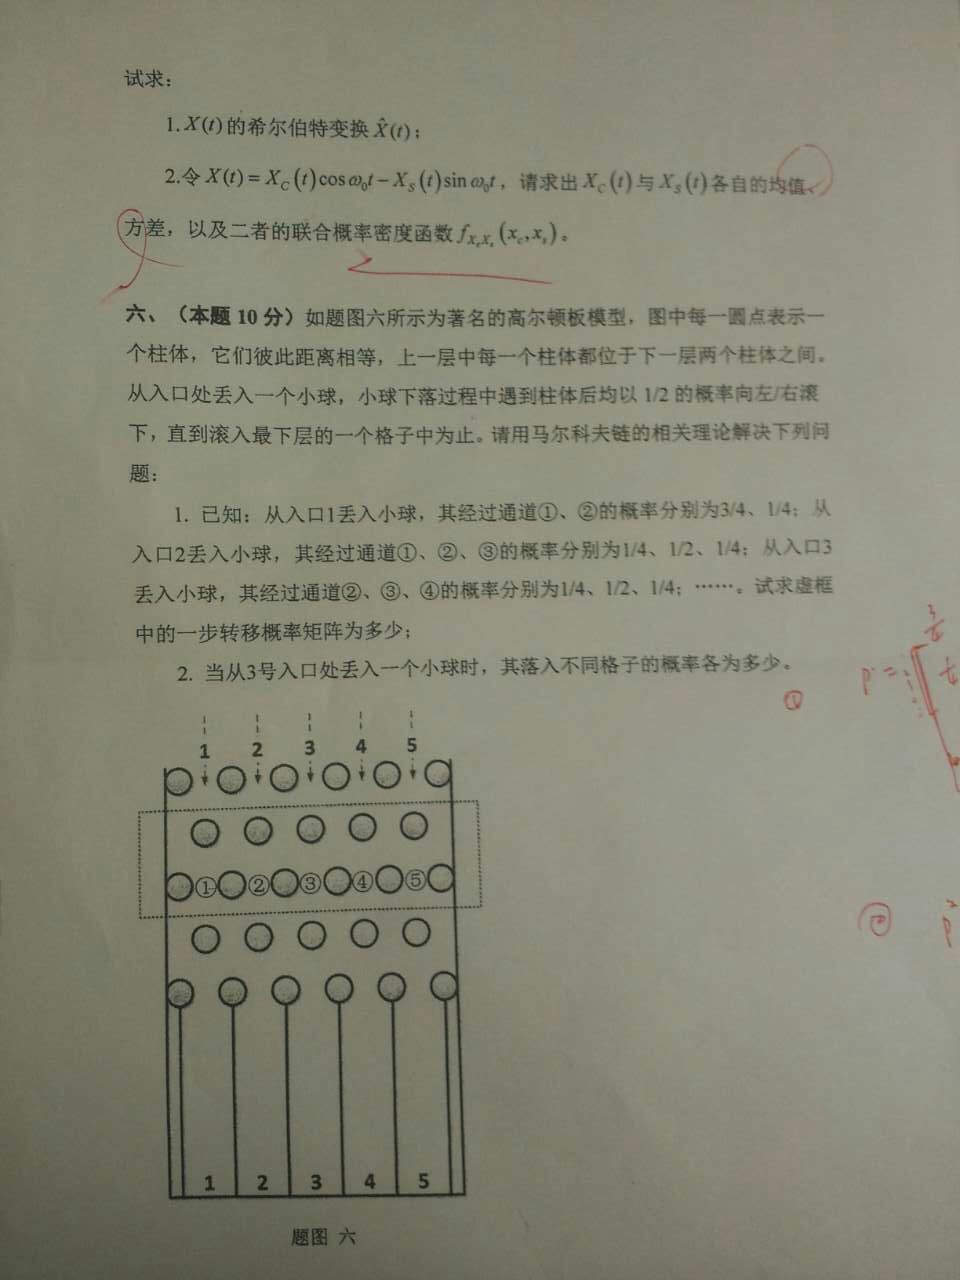 试求：
1.X(t)的希尔伯特变换X̂(t)；
2.令X(t)=X_C(t)cosω₀t−X_S(t)sinω₀t，请求出X_C(t)与X_S(t)各自的均值、
方差，以及二者的联合概率密度函数f_{X_cX_s}(x_c,x_s)。
六、（本题10分）如题图六所示为著名的高尔顿板模型，图中每一圆点表示一
个柱体，它们彼此距离相等，上一层中每一个柱体都位于下一层两个柱体之间。
从入口处丢入一个小球，小球下落过程中遇到柱体后均以1/2的概率向左/右滚
下，直到滚入最下层的一个格子中为止。请用马尔科夫链的相关理论解决下列问
题：
1. 已知：从入口1丢入小球，其经过通道①、②的概率分别为3/4、1/4；从
入口2丢入小球，其经过通道①、②、③的概率分别为1/4、1/2、1/4；从入口3
丢入小球，其经过通道②、③、④的概率分别为1/4、1/2、1/4；……。试求虚框
中的一步转移概率矩阵为多少；
2. 当从3号入口处丢入一个小球时，其落入不同格子的概率各为多少。
①
p=
1 2 3 4 5
① ② ③ ④ ⑤
1 2 3 4 5
题图 六